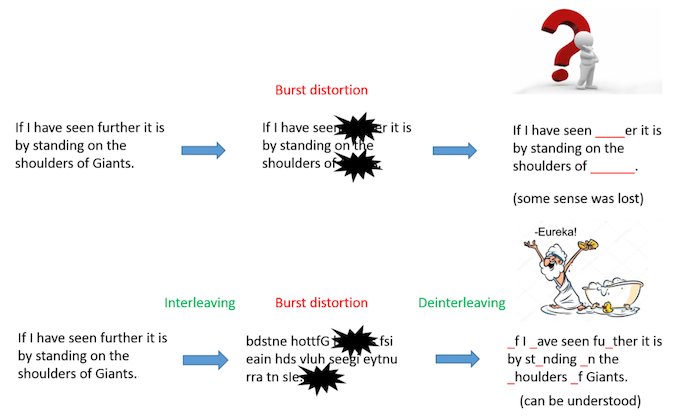 Burst distortion
If I have seen further it is
by standing on the
shoulders of Giants.
If I have seen er it is
by standing on the
shoulders of
If I have seen ____er it is
by standing on the
shoulders of ______.
(some sense was lost)
-Eureka!
Interleaving
Burst distortion
Deinterleaving
If I have seen further it is
by standing on the
shoulders of Giants.
bdstne hottfG fsi
eain hds vluh seegi eytnu
rra tn sle
_f I _ave seen fu_ther it is
by st_nding _n the
_houlders _f Giants.
(can be understood)